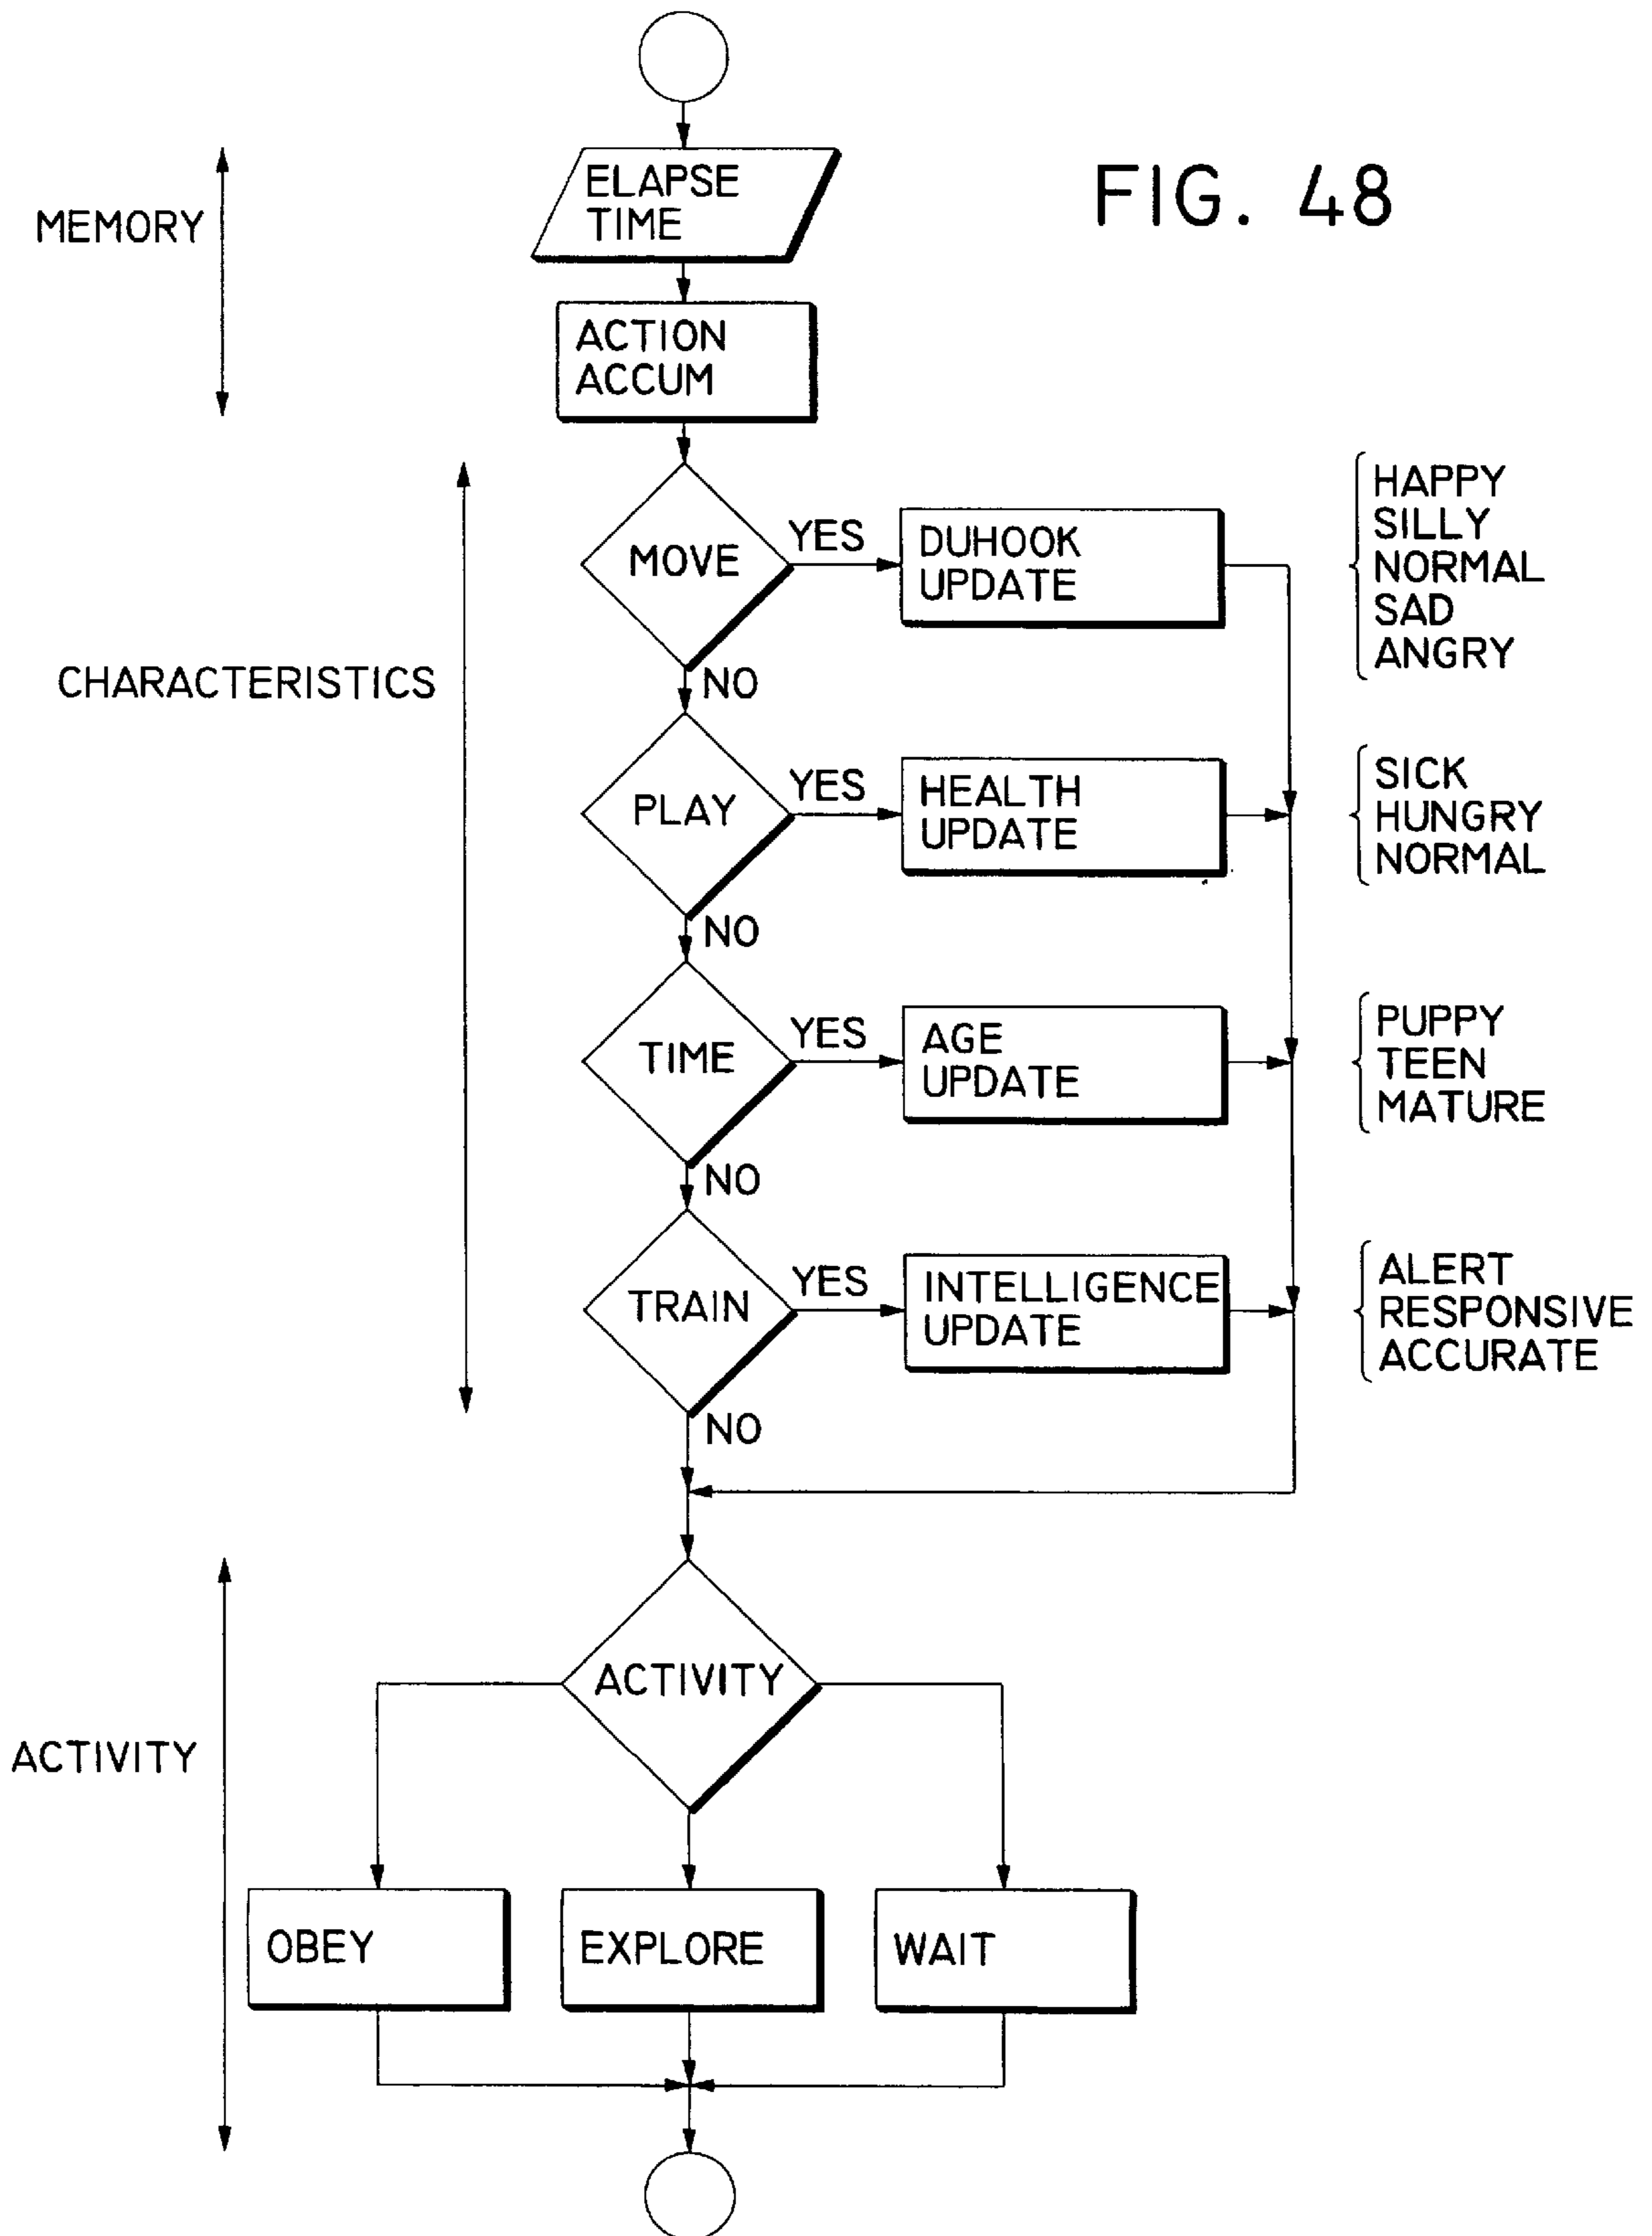 FIG. 48
MEMORY
ELAPSE
TIME
ACTION
ACCUM
CHARACTERISTICS
MOVE
YES
DUHOOK
UPDATE
HAPPY
SILLY
NORMAL
SAD
ANGRY
NO
PLAY
YES
HEALTH
UPDATE
SICK
HUNGRY
NORMAL
NO
TIME
YES
AGE
UPDATE
PUPPY
TEEN
MATURE
NO
TRAIN
YES
INTELLIGENCE
UPDATE
ALERT
RESPONSIVE
ACCURATE
NO
ACTIVITY
ACTIVITY
OBEY
EXPLORE
WAIT